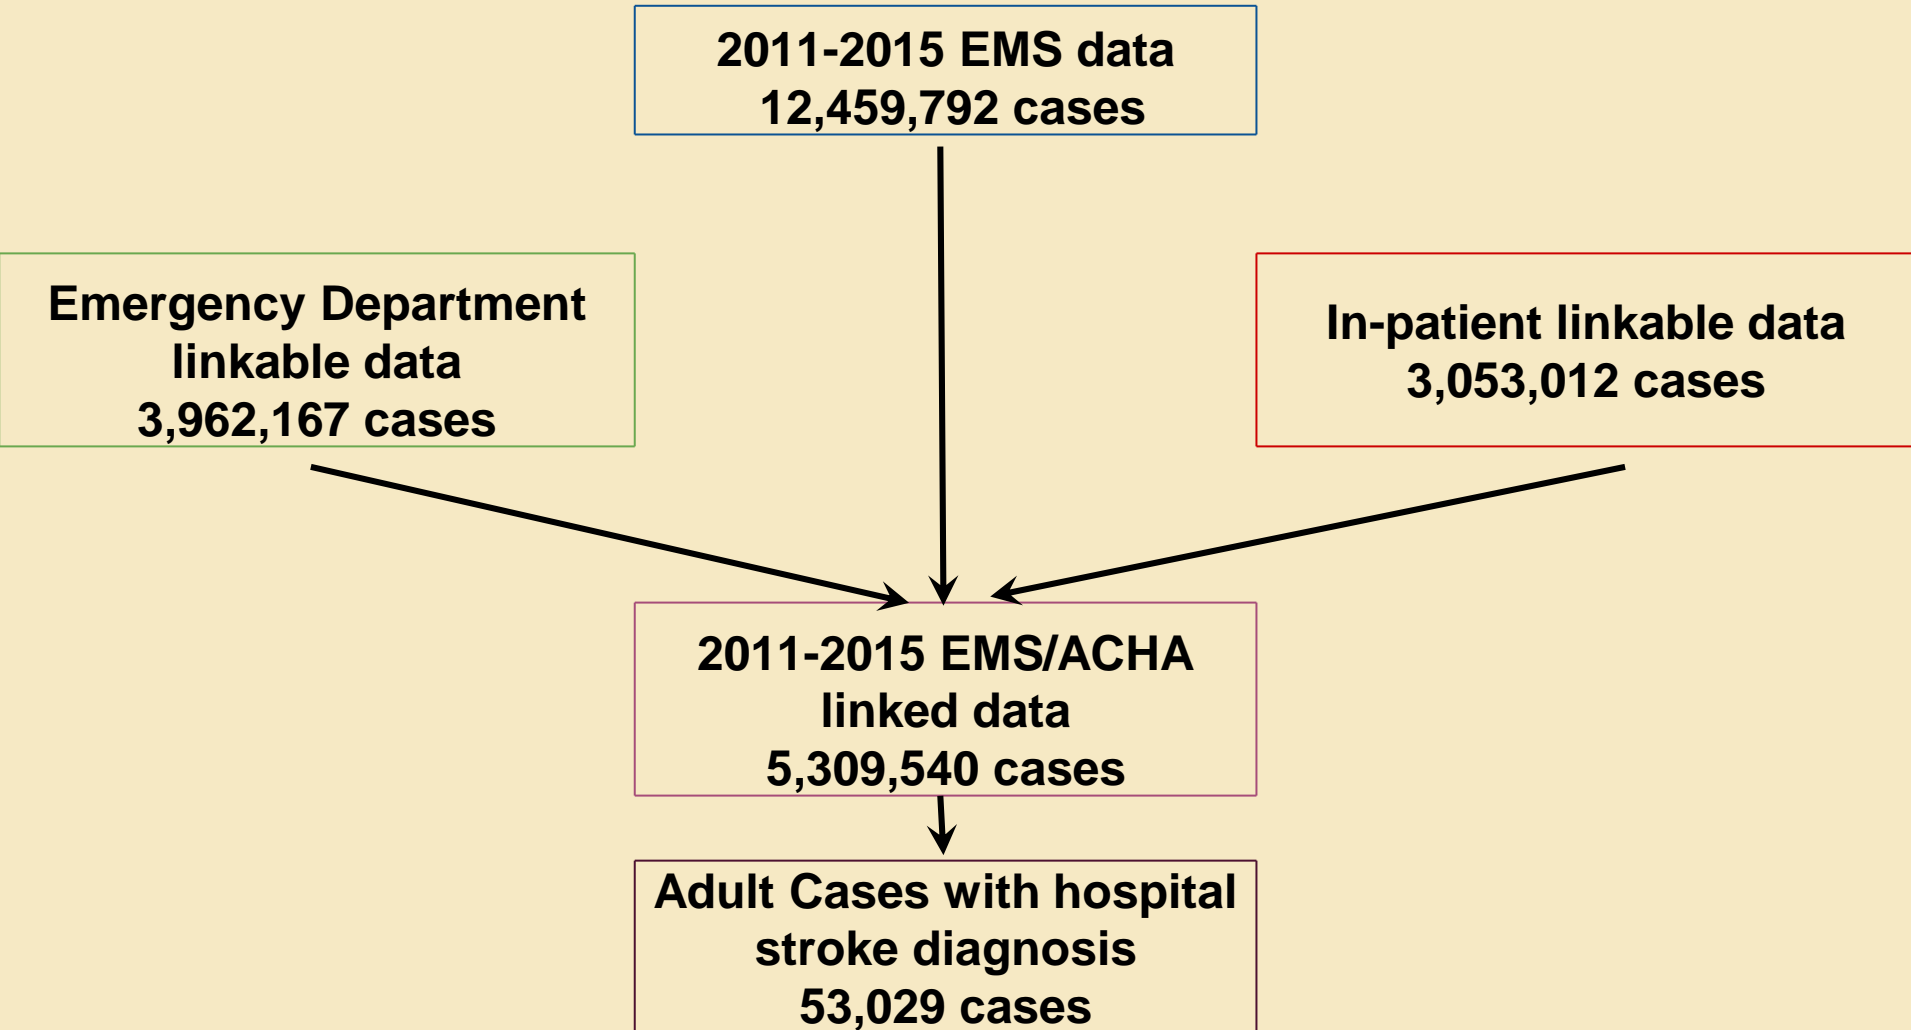 2011-2015 EMS data
12,459,792 cases
Emergency Department
linkable data
3,962,167 cases
In-patient linkable data
3,053,012 cases
2011-2015 EMS/ACHA
linked data
5,309,540 cases
Adult Cases with hospital
stroke diagnosis
53,029 cases